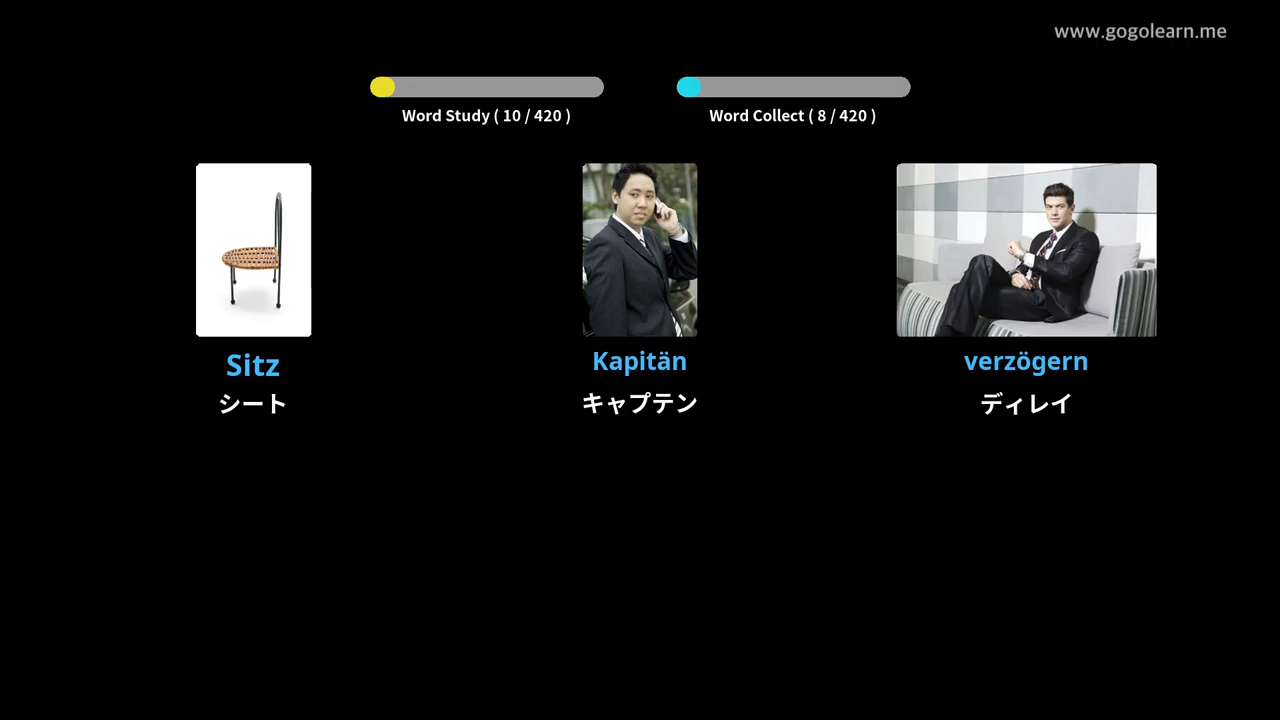 www.gogolearn.me
Word Study ( 10 / 420 )
Word Collect ( 8 / 420 )
Sitz
シート
Kapitän
キャプテン
verzögern
ディレイ